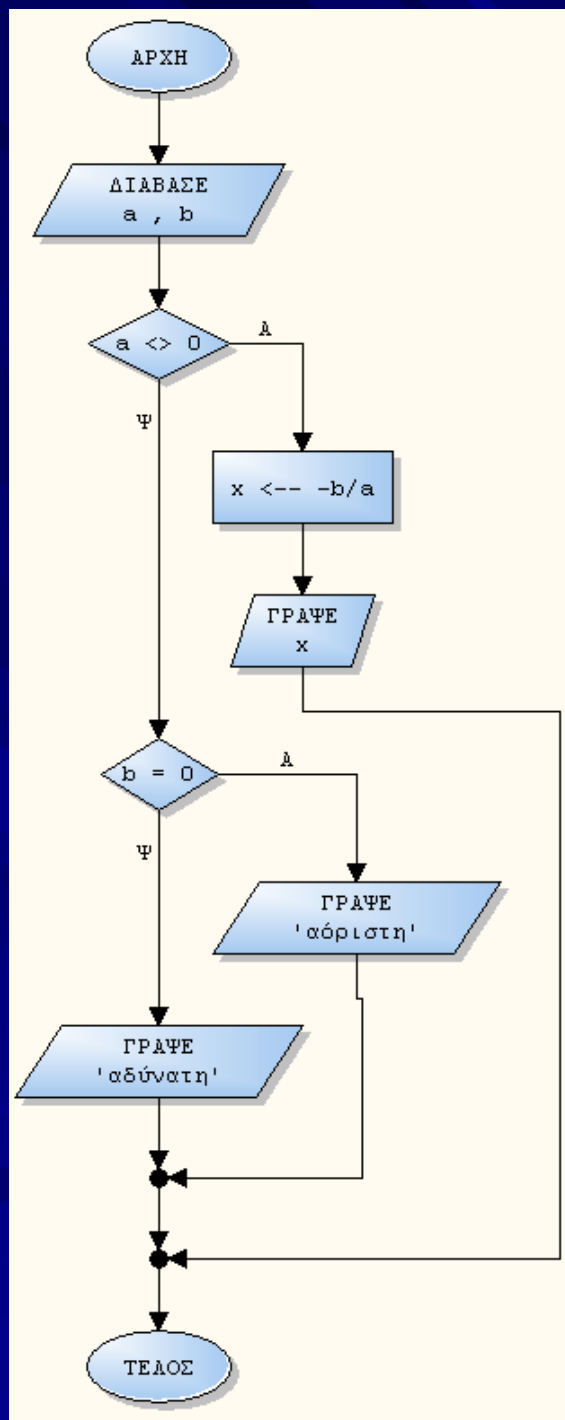 ΑΡΧΗ
ΔΙΑΒΑΣΕ
a , b
a <> 0
Α
Ψ
x <-- -b/a
ΓΡΑΨΕ
x
b = 0
Α
Ψ
ΓΡΑΨΕ
'αόριστη'
ΓΡΑΨΕ
'αδύνατη'
ΤΕΛΟΣ